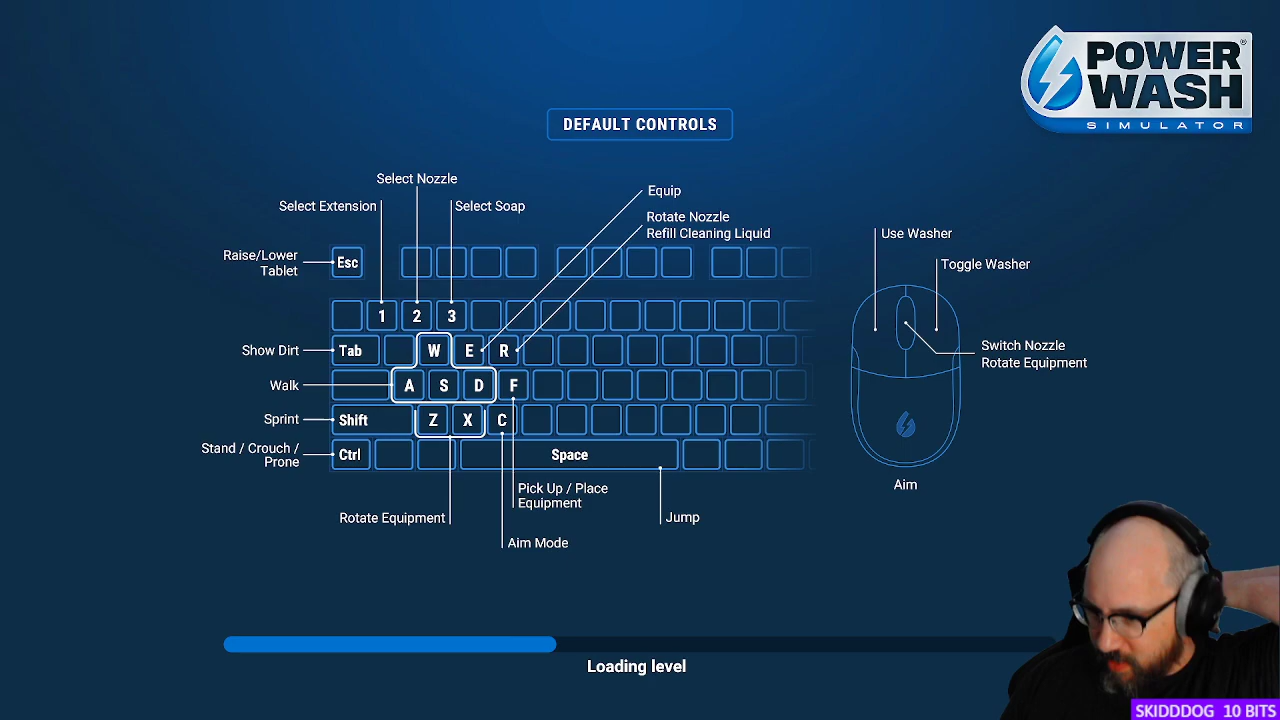 POWER
WASH
SIMULATOR
DEFAULT CONTROLS
Select Nozzle
Select Extension
Select Soap
Equip
Rotate Nozzle
Refill Cleaning Liquid
Raise/Lower
Tablet
Esc
1 2 3
Show Dirt
Tab W E R
Walk
A S D F
Sprint
Shift Z X C
Stand / Crouch /
Prone
Ctrl Space
Rotate Equipment
Pick Up / Place
Equipment
Aim Mode
Jump
Use Washer
Toggle Washer
Switch Nozzle
Rotate Equipment
Aim
Loading level
SKIDDDOG 10 BITS